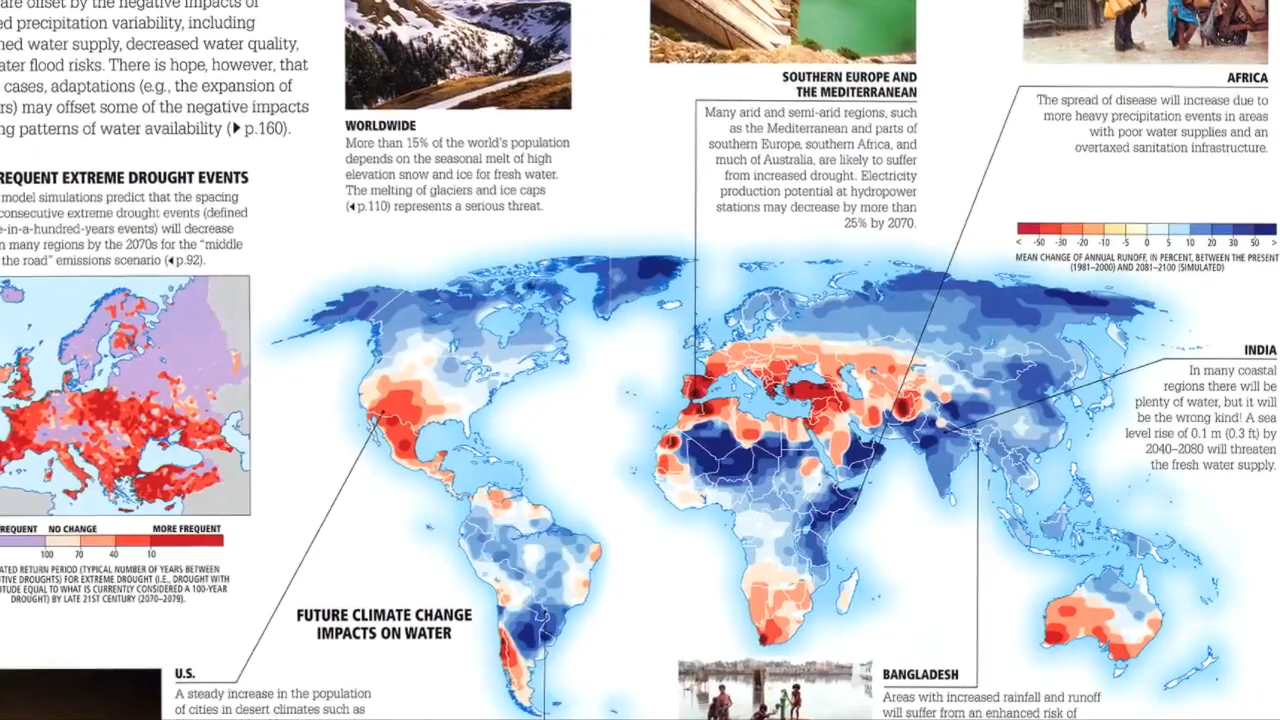 are offset by the negative impacts of
ed precipitation variability, including
ned water supply, decreased water quality,
ater flood risks. There is hope, however, that
cases, adaptations (e.g., the expansion of
rs) may offset some of the negative impacts
ng patterns of water availability (▶p.160).
REQUENT EXTREME DROUGHT EVENTS
model simulations predict that the spacing
consecutive extreme drought events (defined
e-in-a-hundred-years events) will decrease
n many regions by the 2070s for the "middle
the road" emissions scenario (◀p.92).
REQUENT NO CHANGE MORE FREQUENT
100 70 40 10
ATED RETURN PERIOD (TYPICAL NUMBER OF YEARS BETWEEN
TIVE DROUGHTS) FOR EXTREME DROUGHT (I.E., DROUGHT WITH
ITUDE EQUAL TO WHAT IS CURRENTLY CONSIDERED A 100-YEAR
DROUGHT) BY LATE 21ST CENTURY (2070–2079).
WORLDWIDE
More than 15% of the world's population
depends on the seasonal melt of high
elevation snow and ice for fresh water.
The melting of glaciers and ice caps
(◀p.110) represents a serious threat.
SOUTHERN EUROPE AND
THE MEDITERRANEAN
Many arid and semi-arid regions, such
as the Mediterranean and parts of
southern Europe, southern Africa, and
much of Australia, are likely to suffer
from increased drought. Electricity
production potential at hydropower
stations may decrease by more than
25% by 2070.
AFRICA
The spread of disease will increase due to
more heavy precipitation events in areas
with poor water supplies and an
overtaxed sanitation infrastructure.
< -50 -30 -20 -10 -5 0 5 10 20 30 50 >
MEAN CHANGE OF ANNUAL RUNOFF, IN PERCENT, BETWEEN THE PRESENT
(1981–2000) AND 2081–2100 (SIMULATED)
INDIA
In many coastal
regions there will be
plenty of water, but it will
be the wrong kind! A sea
level rise of 0.1 m (0.3 ft) by
2040–2080 will threaten
the fresh water supply.
FUTURE CLIMATE CHANGE
IMPACTS ON WATER
U.S.
A steady increase in the population
of cities in desert climates such as
BANGLADESH
Areas with increased rainfall and runoff
will suffer from an enhanced risk of